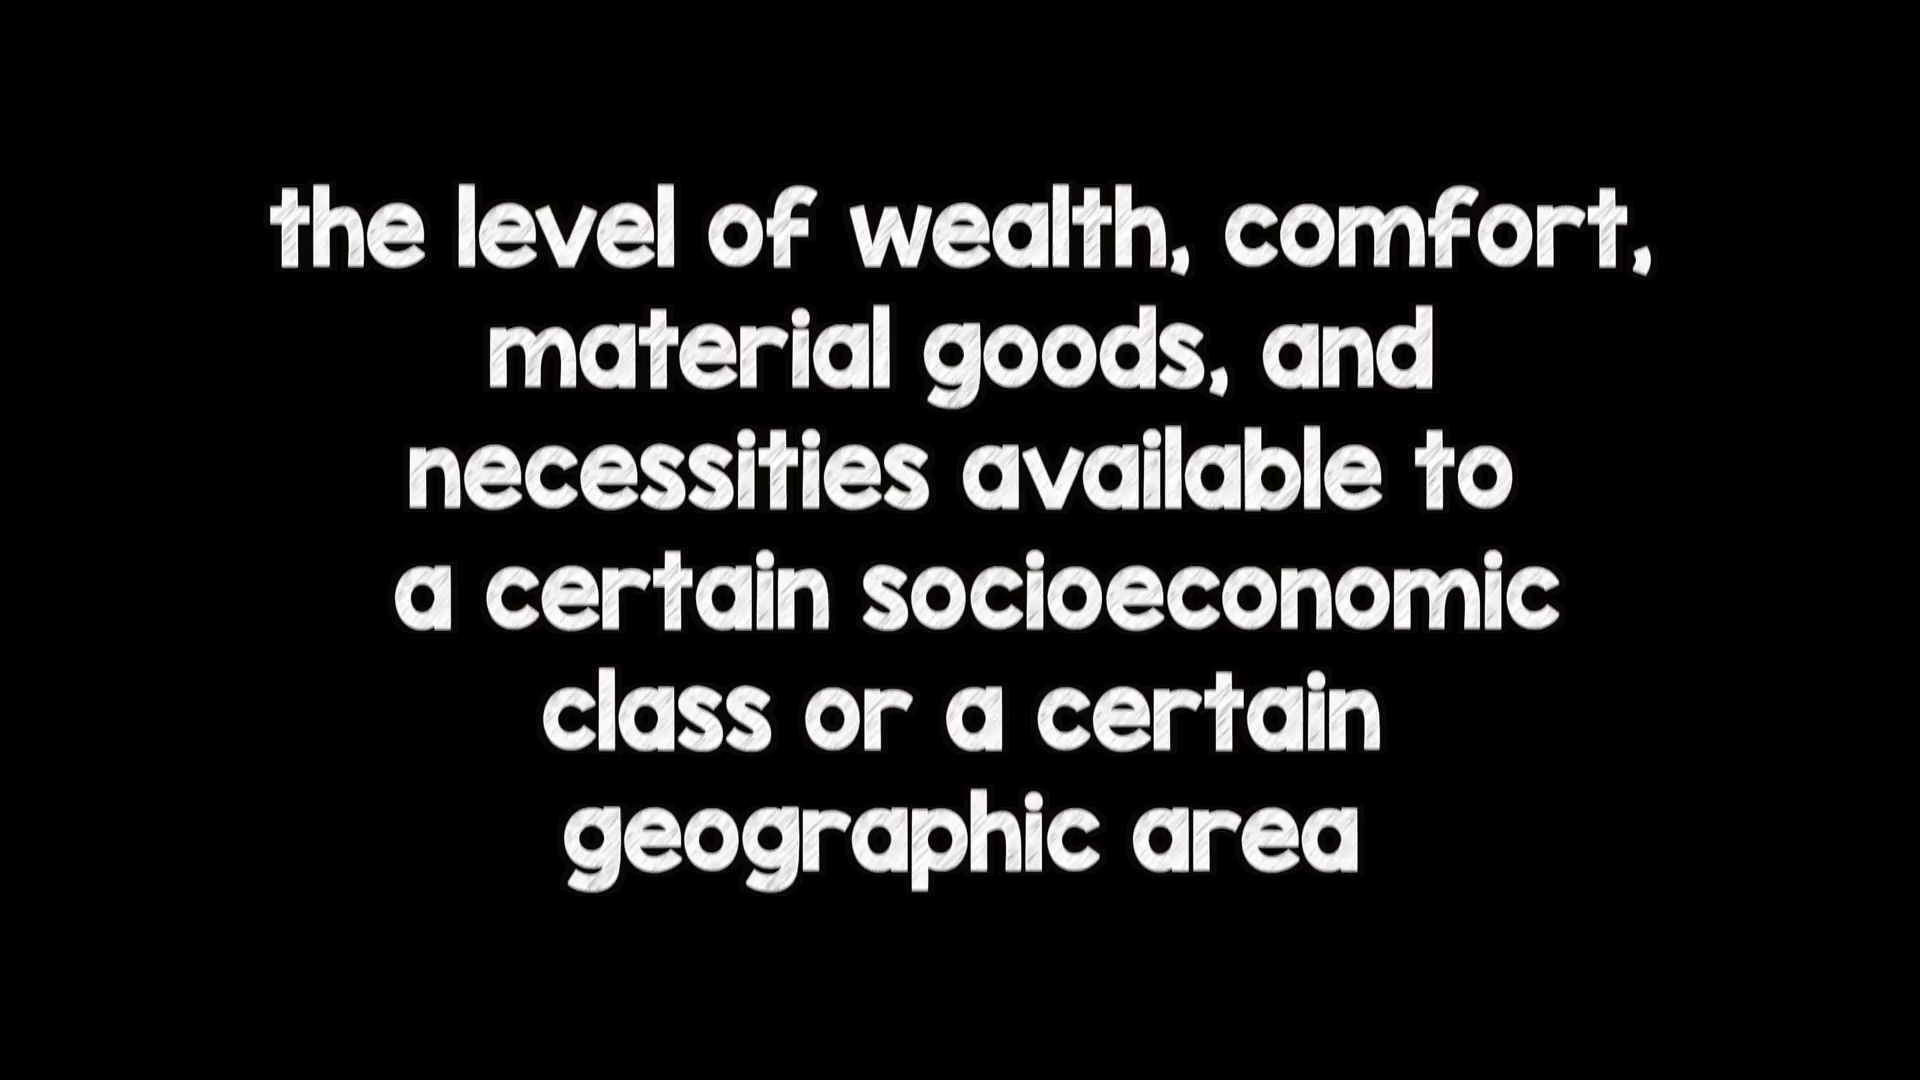 the level of wealth, comfort,
material goods, and
necessities available to
a certain socioeconomic
class or a certain
geographic area